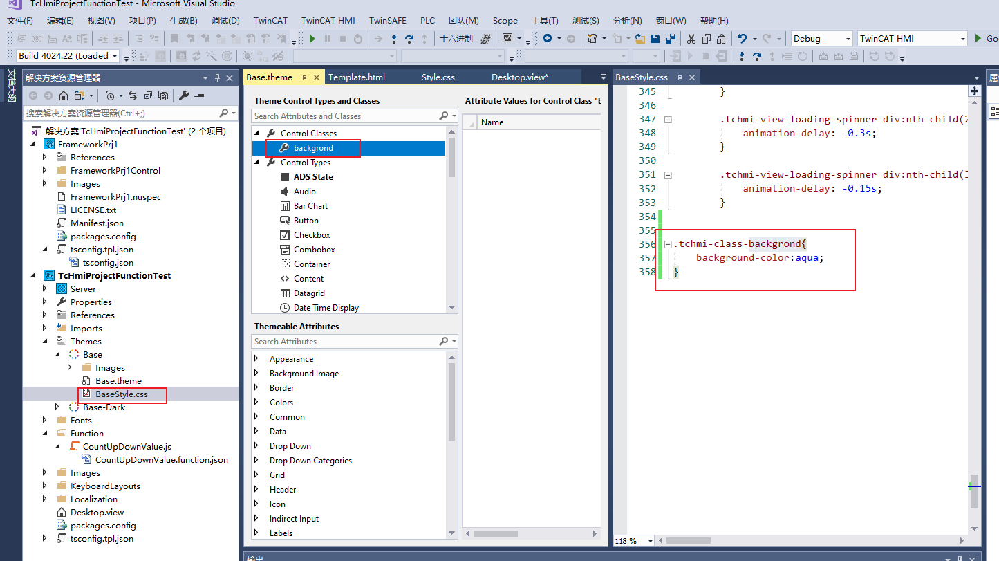 TcHmiProjectFunctionTest - Microsoft Visual Studio
文件(F) 编辑(E) 视图(V) 项目(P) 生成(B) 调试(D) TwinCAT TwinCAT HMI TwinSAFE PLC 团队(M) Scope 工具(T) 测试(S) 分析(N) 窗口(W) 帮助(H)
十六进制 Debug TwinCAT HMI Go
Build 4024.22 (Loaded
文档大纲
解决方案资源管理器
搜索解决方案资源管理器(Ctrl+;)
解决方案'TcHmiProjectFunctionTest' (2 个项目)
FrameworkPrj1
References
FrameworkPrj1Control
Images
FrameworkPrj1.nuspec
LICENSE.txt
Manifest.json
packages.config
tsconfig.tpl.json
tsconfig.json
TcHmiProjectFunctionTest
Server
Properties
References
Imports
Themes
Base
Images
Base.theme
BaseStyle.css
Base-Dark
Fonts
Function
CountUpDownValue.js
CountUpDownValue.function.json
Images
KeyboardLayouts
Localization
Desktop.view
packages.config
tsconfig.tpl.json
Base.theme Template.html Style.css Desktop.view*
Theme Control Types and Classes
Search Attributes and Classes
Control Classes
backgrond
Control Types
ADS State
Audio
Bar Chart
Button
Checkbox
Combobox
Container
Content
Datagrid
Date Time Display
Themeable Attributes
Search Attributes
Appearance
Background Image
Border
Colors
Common
Data
Drop Down
Drop Down Categories
Grid
Header
Icon
Indirect Input
Labels
Attribute Values for Control Class "b
Name
BaseStyle.css
345 }
346
347 .tchmi-view-loading-spinner div:nth-child(2
348 animation-delay: -0.3s;
349 }
350
351 .tchmi-view-loading-spinner div:nth-child(3
352 animation-delay: -0.15s;
353 }
354
355
356 .tchmi-class-backgrond{
357 background-color:aqua;
358 }
118 %
输出